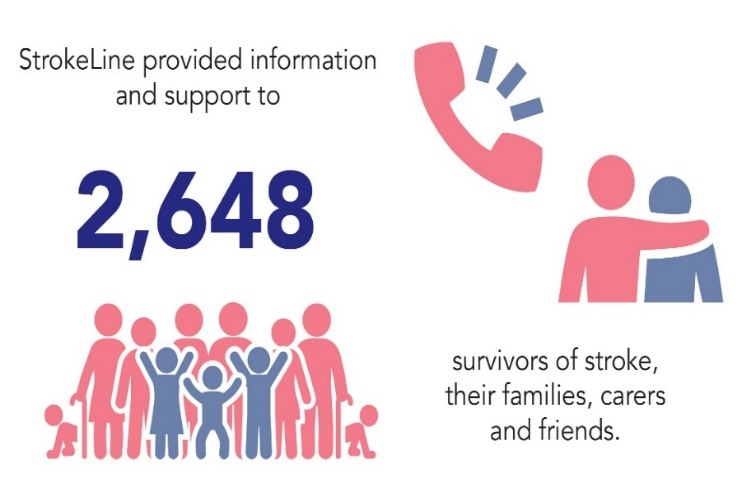 StrokeLine provided information
and support to
2,648
survivors of stroke,
their families, carers
and friends.